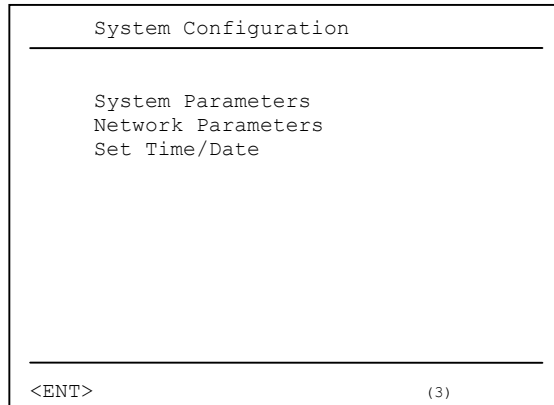 System Configuration
System Parameters
Network Parameters
Set Time/Date
<ENT> (3)